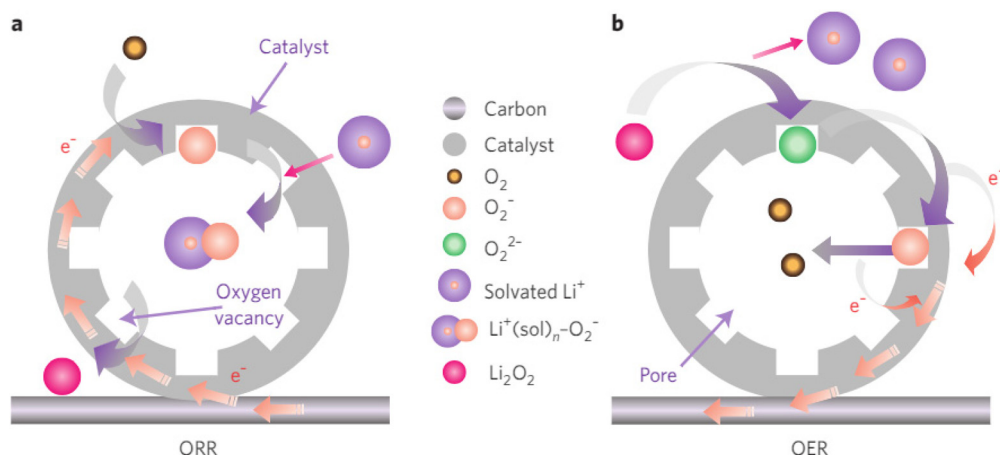 a
Catalyst
e⁻
Oxygen
vacancy
e⁻
ORR
Carbon
Catalyst
O₂
O₂⁻
O₂²⁻
Solvated Li⁺
Li⁺(sol)ₙ–O₂⁻
Li₂O₂
b
e⁻
e⁻
Pore
OER